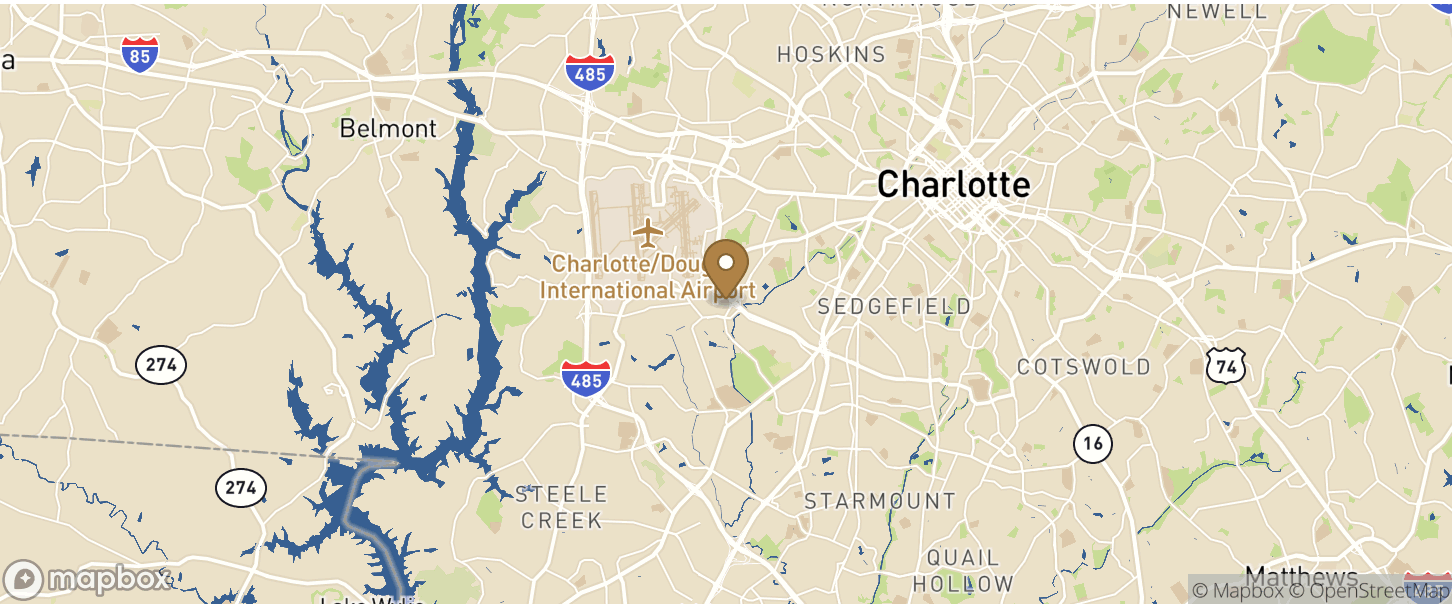 NEWELL
HOSKINS
85
485
a
Belmont
Charlotte
Charlotte/Doug
International Airport
SEDGEFIELD
274
485
COTSWOLD
74
16
274
STEELE
CREEK
STARMOUNT
QUAIL
HOLLOW
mapbox
Matthews
© Mapbox © OpenStreetMap